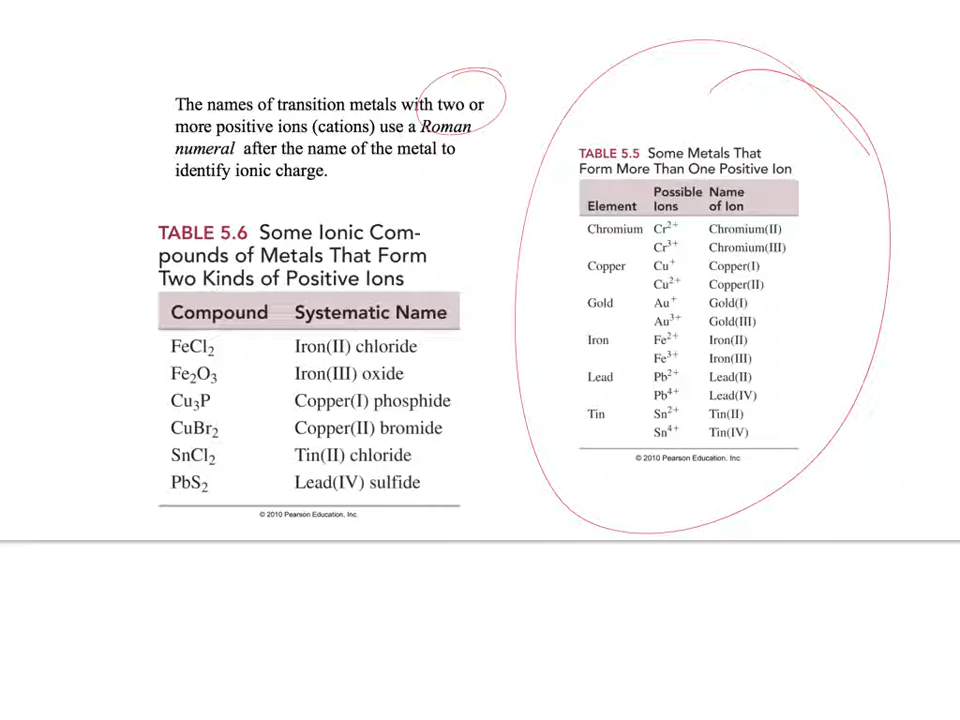 The names of transition metals with two or
more positive ions (cations) use a Roman
numeral after the name of the metal to
identify ionic charge.
TABLE 5.6 Some Ionic Com-
pounds of Metals That Form
Two Kinds of Positive Ions
Compound Systematic Name
FeCl₂ Iron(II) chloride
Fe₂O₃ Iron(III) oxide
Cu₃P Copper(I) phosphide
CuBr₂ Copper(II) bromide
SnCl₂ Tin(II) chloride
PbS₂ Lead(IV) sulfide
© 2010 Pearson Education, Inc.
TABLE 5.5 Some Metals That
Form More Than One Positive Ion
Possible Name
Element Ions of Ion
Chromium Cr²⁺ Chromium(II)
Cr³⁺ Chromium(III)
Copper Cu⁺ Copper(I)
Cu²⁺ Copper(II)
Gold Au⁺ Gold(I)
Au³⁺ Gold(III)
Iron Fe²⁺ Iron(II)
Fe³⁺ Iron(III)
Lead Pb²⁺ Lead(II)
Pb⁴⁺ Lead(IV)
Tin Sn²⁺ Tin(II)
Sn⁴⁺ Tin(IV)
© 2010 Pearson Education, Inc.